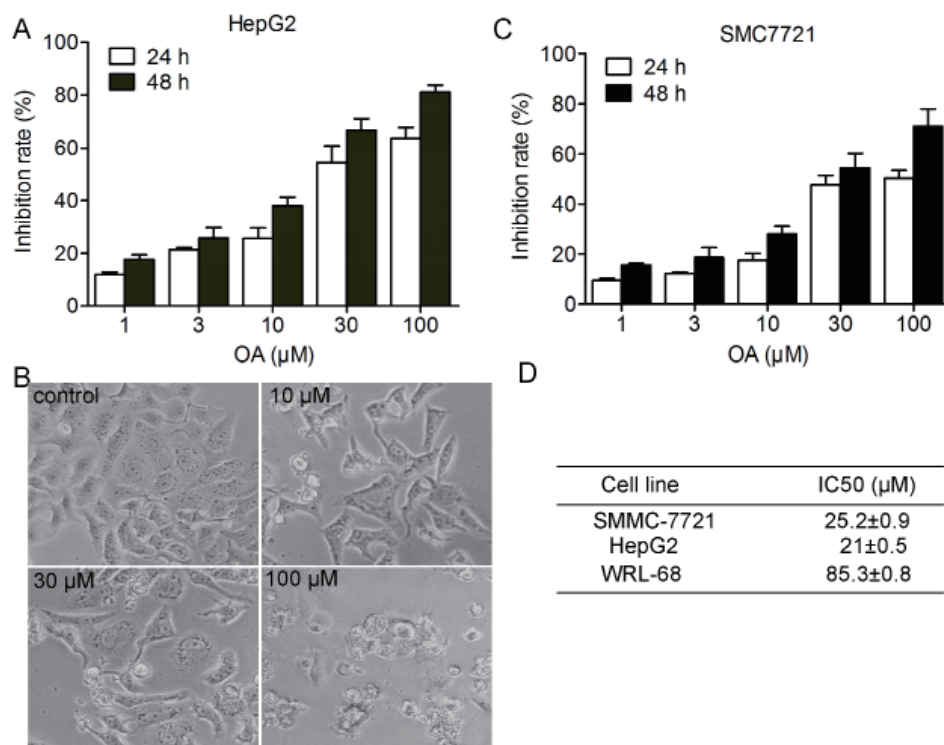 A
HepG2
100
80
60
40
20
0
Inhibition rate (%)
24 h
48 h
1 3 10 30 100
OA (µM)
C
SMC7721
100
80
60
40
20
0
Inhibition rate (%)
24 h
48 h
1 3 10 30 100
OA (µM)
B
control
10 µM
30 µM
100 µM
D
Cell line IC50 (µM)
SMMC-7721 25.2±0.9
HepG2 21±0.5
WRL-68 85.3±0.8